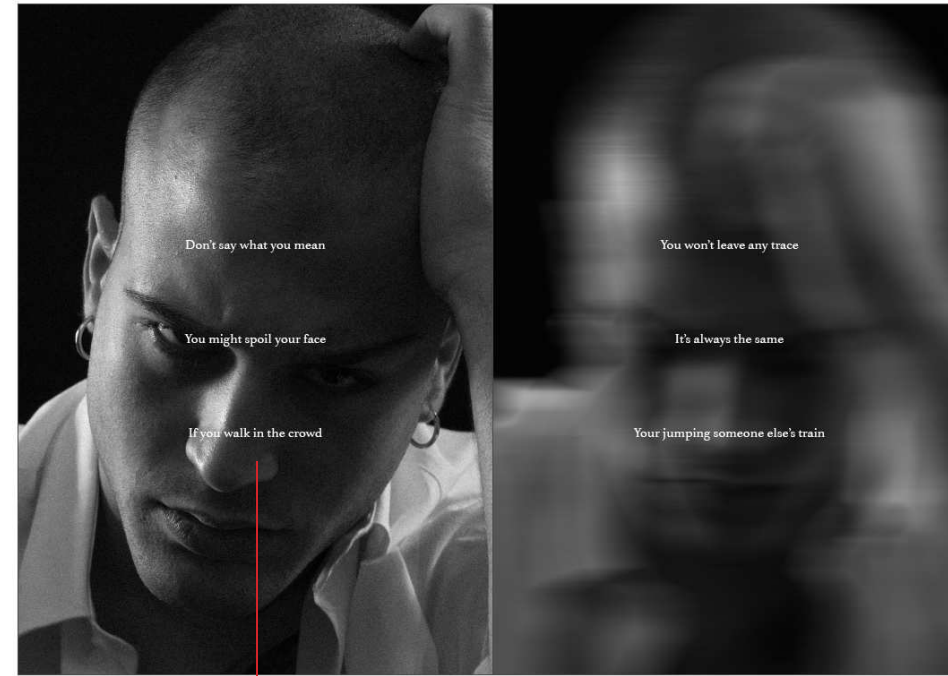 Don't say what you mean
You might spoil your face
If you walk in the crowd
You won't leave any trace
It's always the same
Your jumping someone else's train